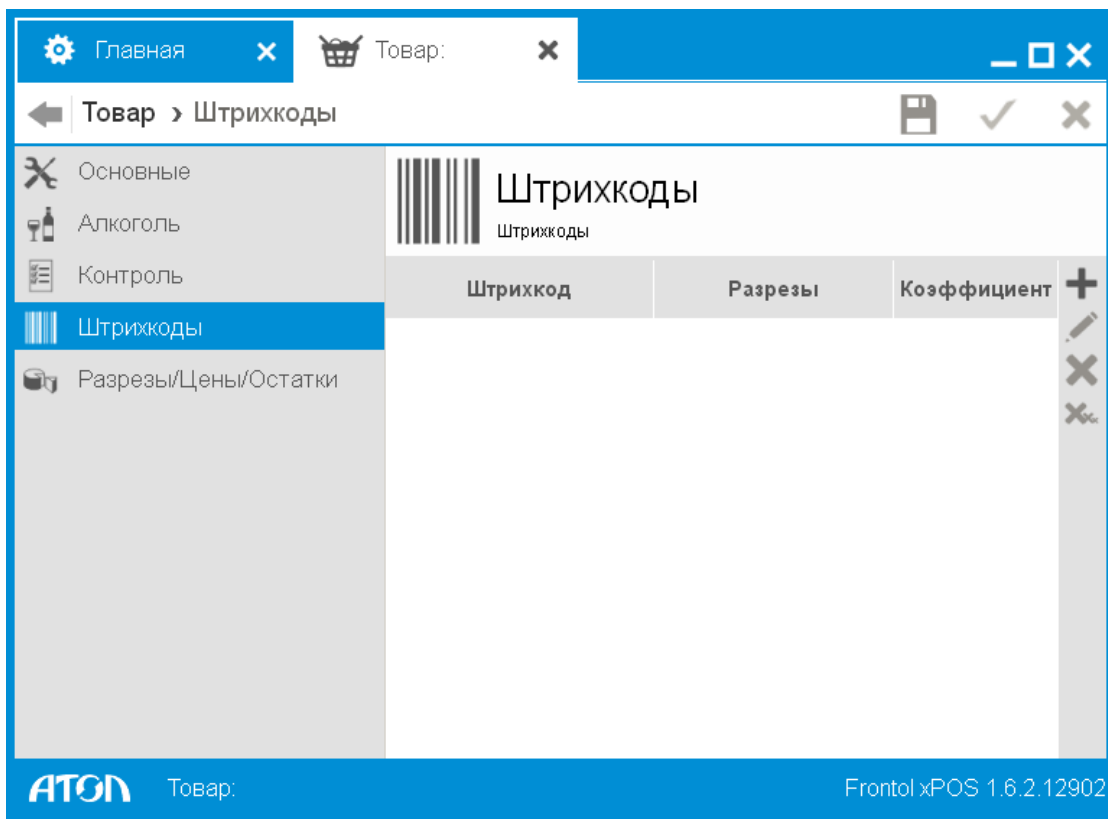 Главная
Товар:
Товар › Штрихкоды
Основные
Алкоголь
Контроль
Штрихкоды
Разрезы/Цены/Остатки
Штрихкоды
Штрихкоды
Штрихкод Разрезы Коэффициент
АТОЛ Товар: Frontol xPOS 1.6.2.12902